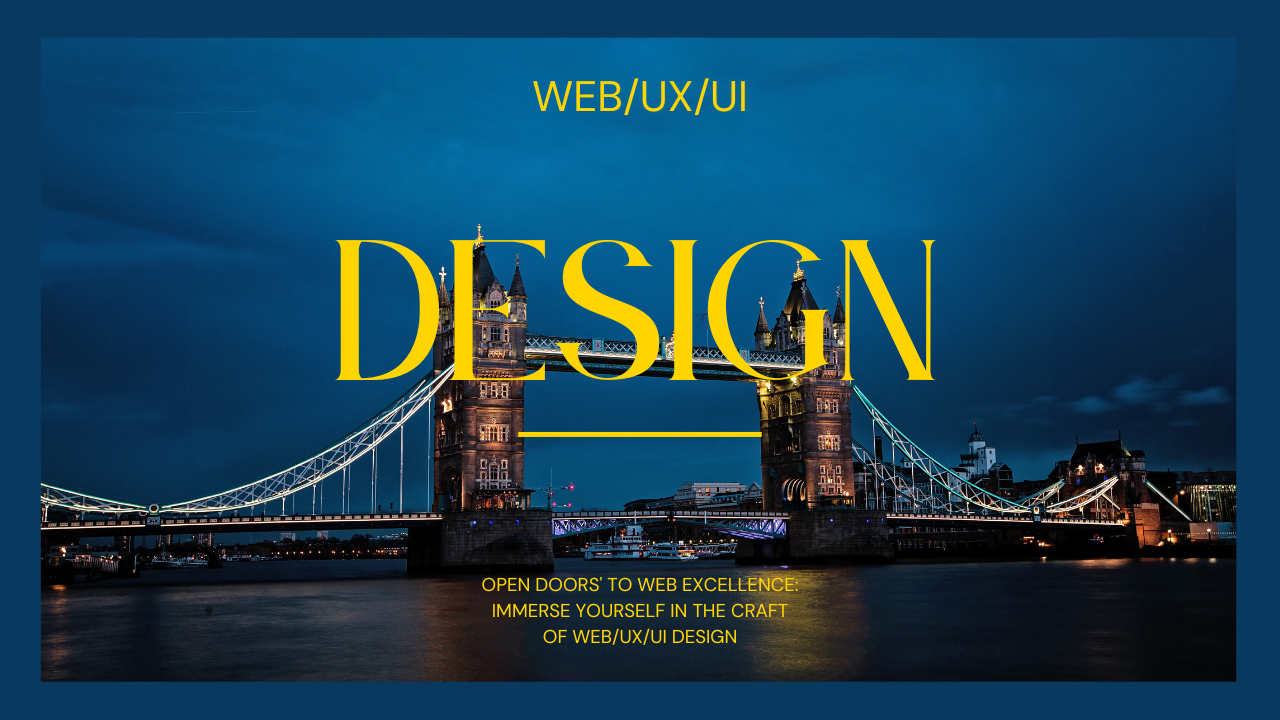 WEB/UX/UI
DESIGN
OPEN DOORS' TO WEB EXCELLENCE:
IMMERSE YOURSELF IN THE CRAFT
OF WEB/UX/UI DESIGN